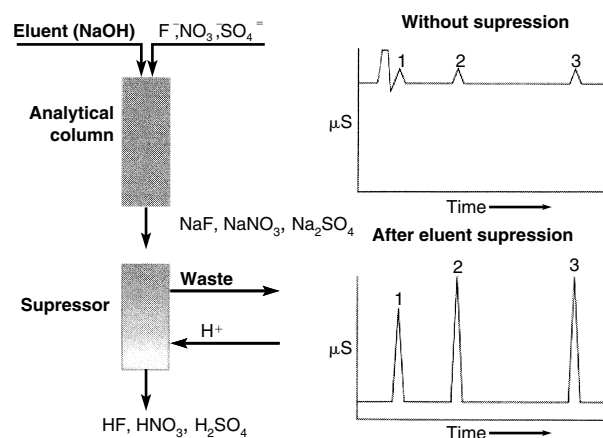 Eluent (NaOH)
F⁻,NO₃⁻,SO₄⁼
Analytical
column
NaF, NaNO₃, Na₂SO₄
Waste
Supressor
H⁺
HF, HNO₃, H₂SO₄
Without supression
1
2
3
µS
Time
After eluent supression
1
2
3
µS
Time